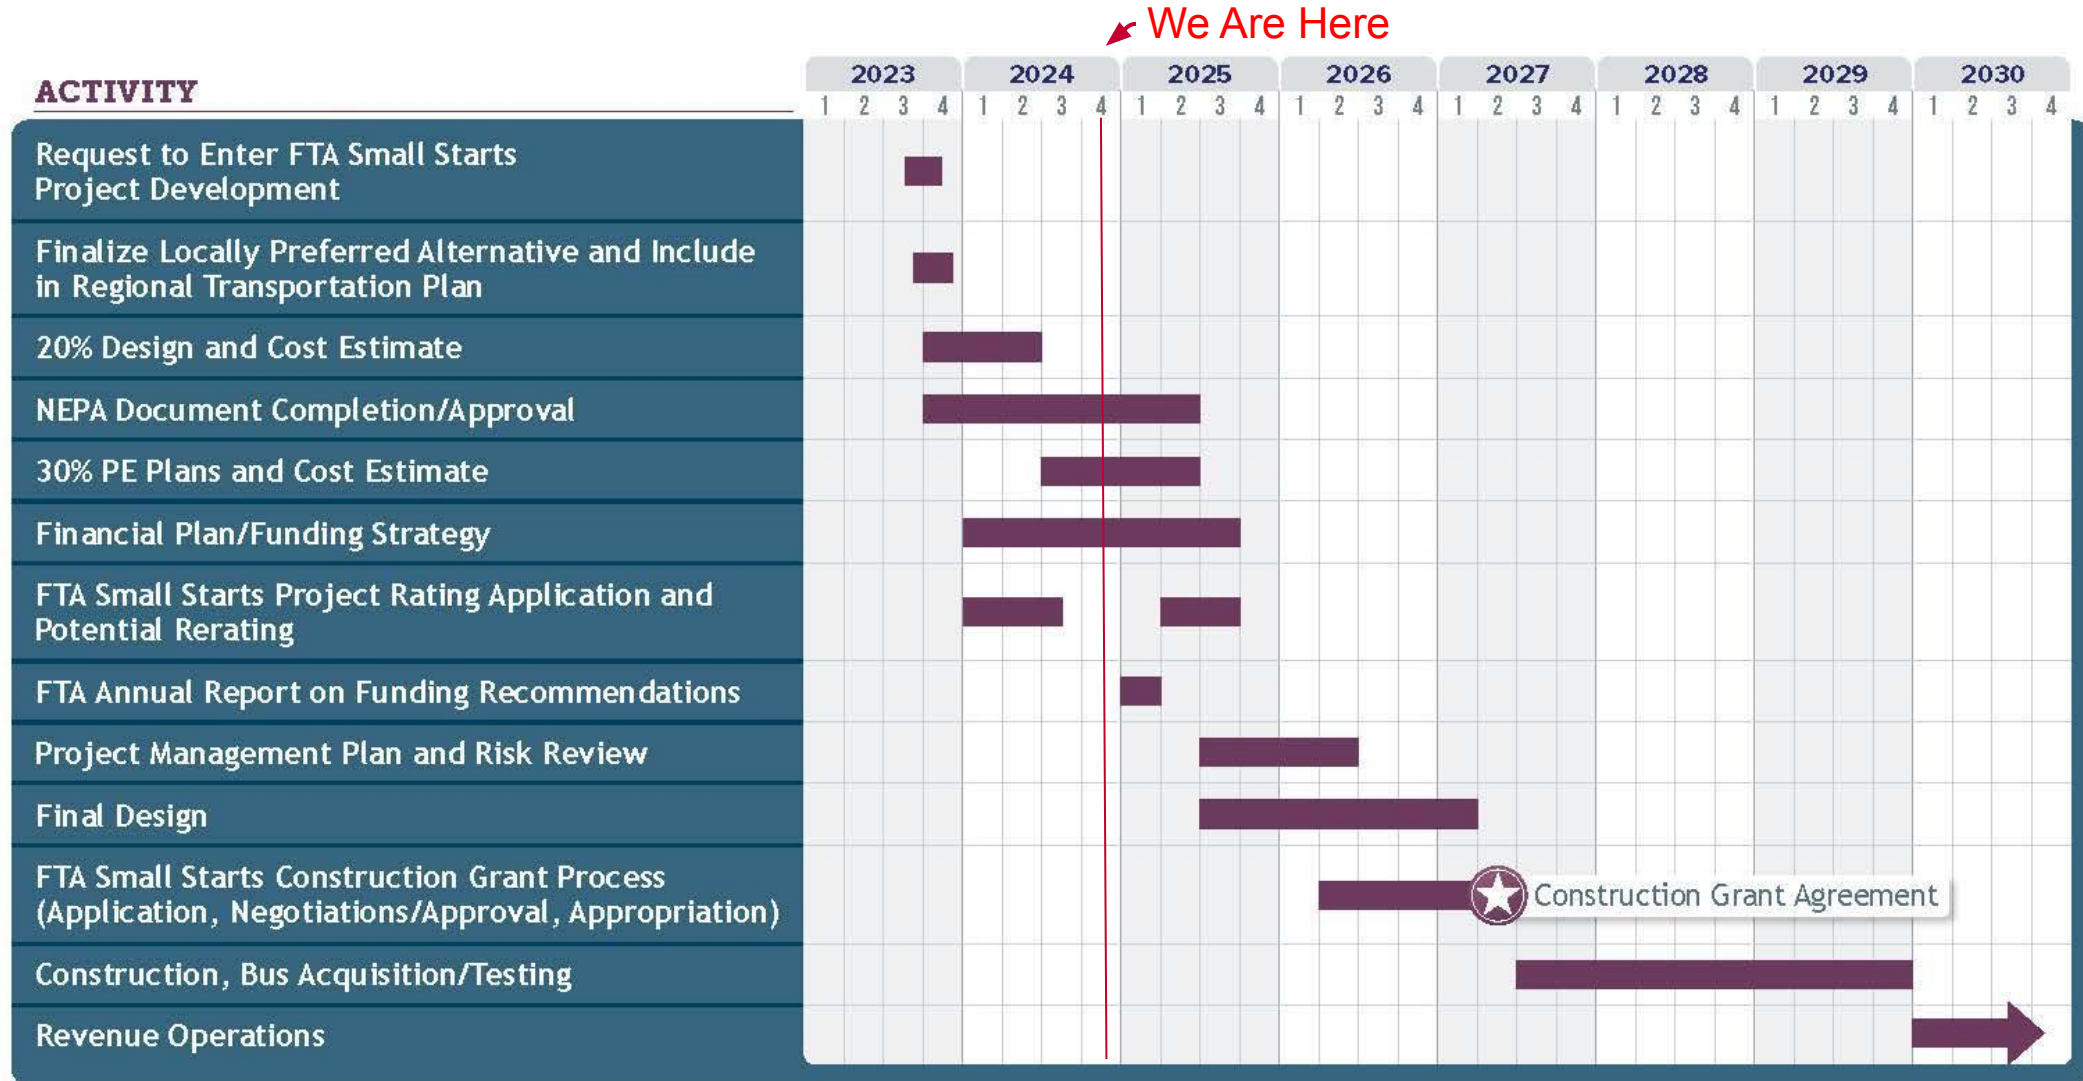 We Are Here
ACTIVITY
2023 2024 2025 2026 2027 2028 2029 2030
1 2 3 4 1 2 3 4 1 2 3 4 1 2 3 4 1 2 3 4 1 2 3 4 1 2 3 4 1 2 3 4
Request to Enter FTA Small Starts
Project Development
Finalize Locally Preferred Alternative and Include
in Regional Transportation Plan
20% Design and Cost Estimate
NEPA Document Completion/Approval
30% PE Plans and Cost Estimate
Financial Plan/Funding Strategy
FTA Small Starts Project Rating Application and
Potential Rerating
FTA Annual Report on Funding Recommendations
Project Management Plan and Risk Review
Final Design
FTA Small Starts Construction Grant Process
(Application, Negotiations/Approval, Appropriation)
Construction Grant Agreement
Construction, Bus Acquisition/Testing
Revenue Operations